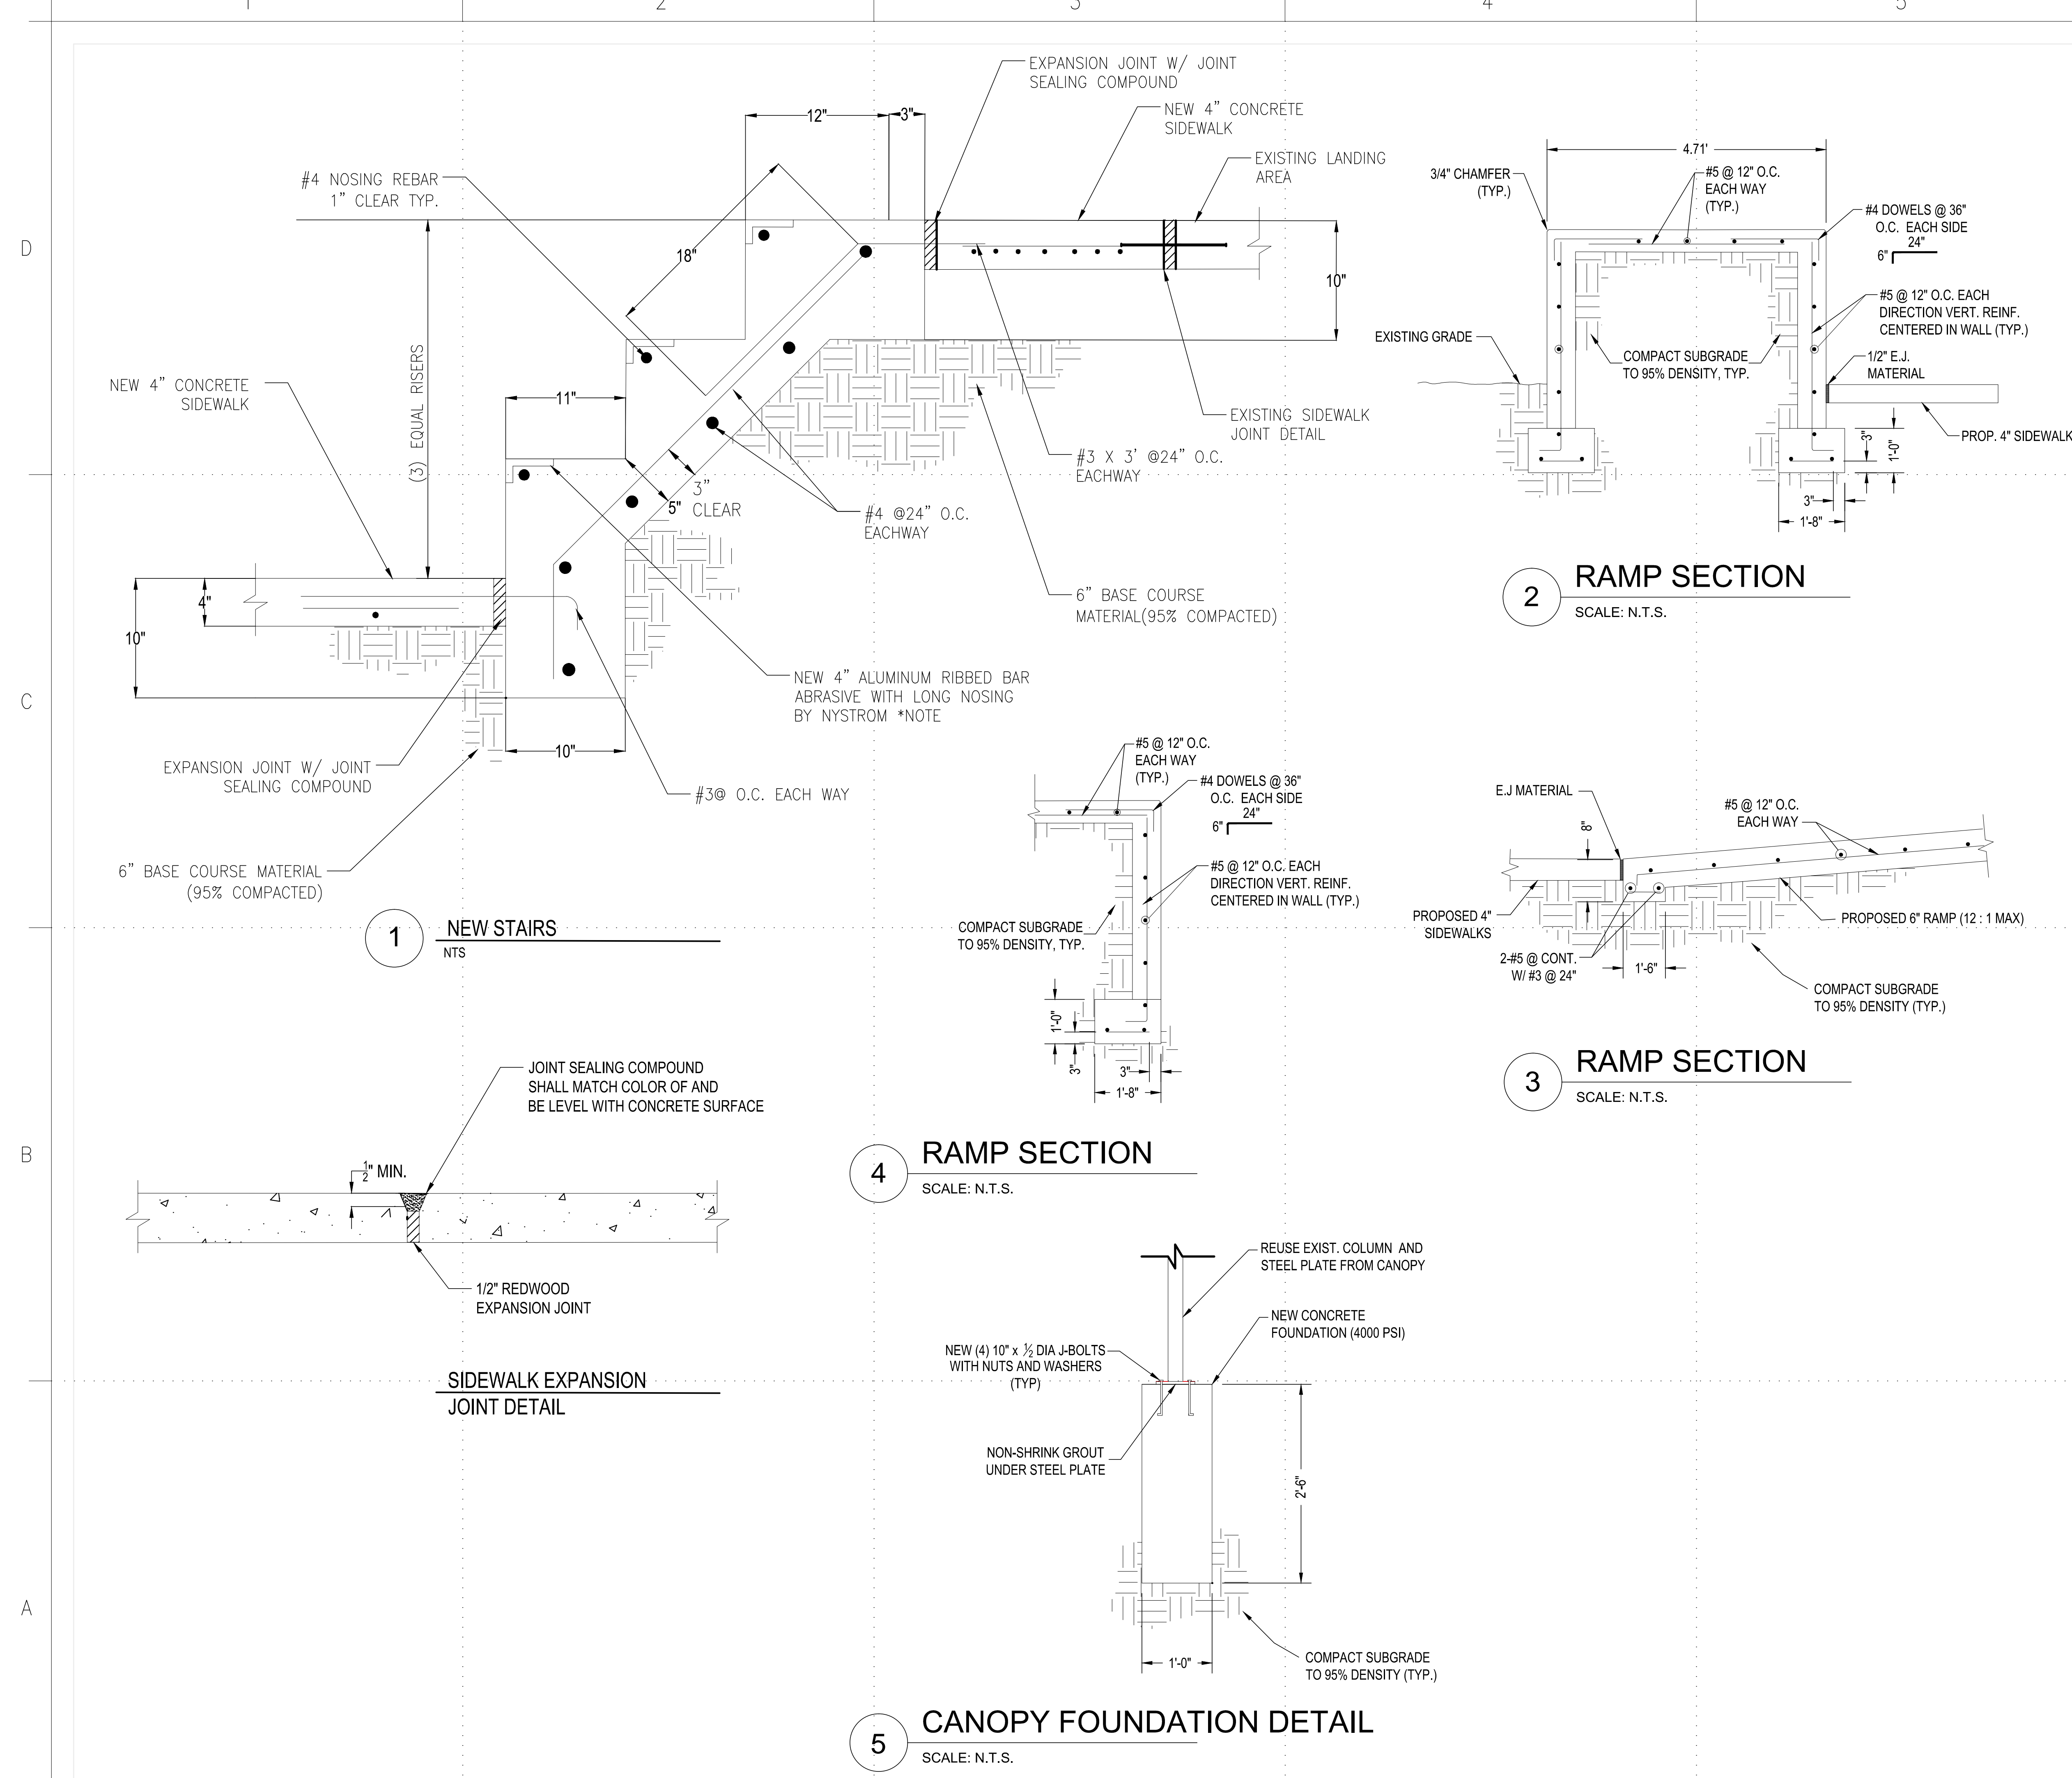 1
2
3
4
5
D
C
B
A
EXPANSION JOINT W/ JOINT
SEALING COMPOUND
NEW 4" CONCRETE
SIDEWALK
EXISTING LANDING
AREA
12"
3"
#4 NOSING REBAR
1" CLEAR TYP.
18"
10"
(3) EQUAL RISERS
NEW 4" CONCRETE
SIDEWALK
11"
EXISTING SIDEWALK
JOINT DETAIL
#3 X 3' @24" O.C.
EACHWAY
3"
CLEAR
5"
#4 @24" O.C.
EACHWAY
4"
10"
6" BASE COURSE
MATERIAL(95% COMPACTED)
NEW 4" ALUMINUM RIBBED BAR
ABRASIVE WITH LONG NOSING
BY NYSTROM *NOTE
10"
EXPANSION JOINT W/ JOINT
SEALING COMPOUND
#3@ O.C. EACH WAY
6" BASE COURSE MATERIAL
(95% COMPACTED)
1
NEW STAIRS
NTS
4.71'
3/4" CHAMFER
(TYP.)
#5 @ 12" O.C.
EACH WAY
(TYP.)
#4 DOWELS @ 36"
O.C. EACH SIDE
24"
6"
#5 @ 12" O.C. EACH
DIRECTION VERT. REINF.
CENTERED IN WALL (TYP.)
EXISTING GRADE
COMPACT SUBGRADE
TO 95% DENSITY, TYP.
1/2" E.J.
MATERIAL
PROP. 4" SIDEWALK
3"
1'-0"
3"
1'-8"
2
RAMP SECTION
SCALE: N.T.S.
#5 @ 12" O.C.
EACH WAY
(TYP.)
#4 DOWELS @ 36"
O.C. EACH SIDE
24"
6"
#5 @ 12" O.C. EACH
DIRECTION VERT. REINF.
CENTERED IN WALL (TYP.)
COMPACT SUBGRADE
TO 95% DENSITY, TYP.
1'-0"
3"
3"
1'-8"
4
RAMP SECTION
SCALE: N.T.S.
E.J MATERIAL
8"
#5 @ 12" O.C.
EACH WAY
PROPOSED 4"
SIDEWALKS
PROPOSED 6" RAMP (12 : 1 MAX)
2-#5 @ CONT.
W/ #3 @ 24"
1'-6"
COMPACT SUBGRADE
TO 95% DENSITY (TYP.)
3
RAMP SECTION
SCALE: N.T.S.
JOINT SEALING COMPOUND
SHALL MATCH COLOR OF AND
BE LEVEL WITH CONCRETE SURFACE
½" MIN.
1/2" REDWOOD
EXPANSION JOINT
SIDEWALK EXPANSION
JOINT DETAIL
REUSE EXIST. COLUMN AND
STEEL PLATE FROM CANOPY
NEW CONCRETE
FOUNDATION (4000 PSI)
NEW (4) 10" x ½ DIA J-BOLTS
WITH NUTS AND WASHERS
(TYP)
NON-SHRINK GROUT
UNDER STEEL PLATE
2'-6"
COMPACT SUBGRADE
TO 95% DENSITY (TYP.)
1'-0"
5
CANOPY FOUNDATION DETAIL
SCALE: N.T.S.